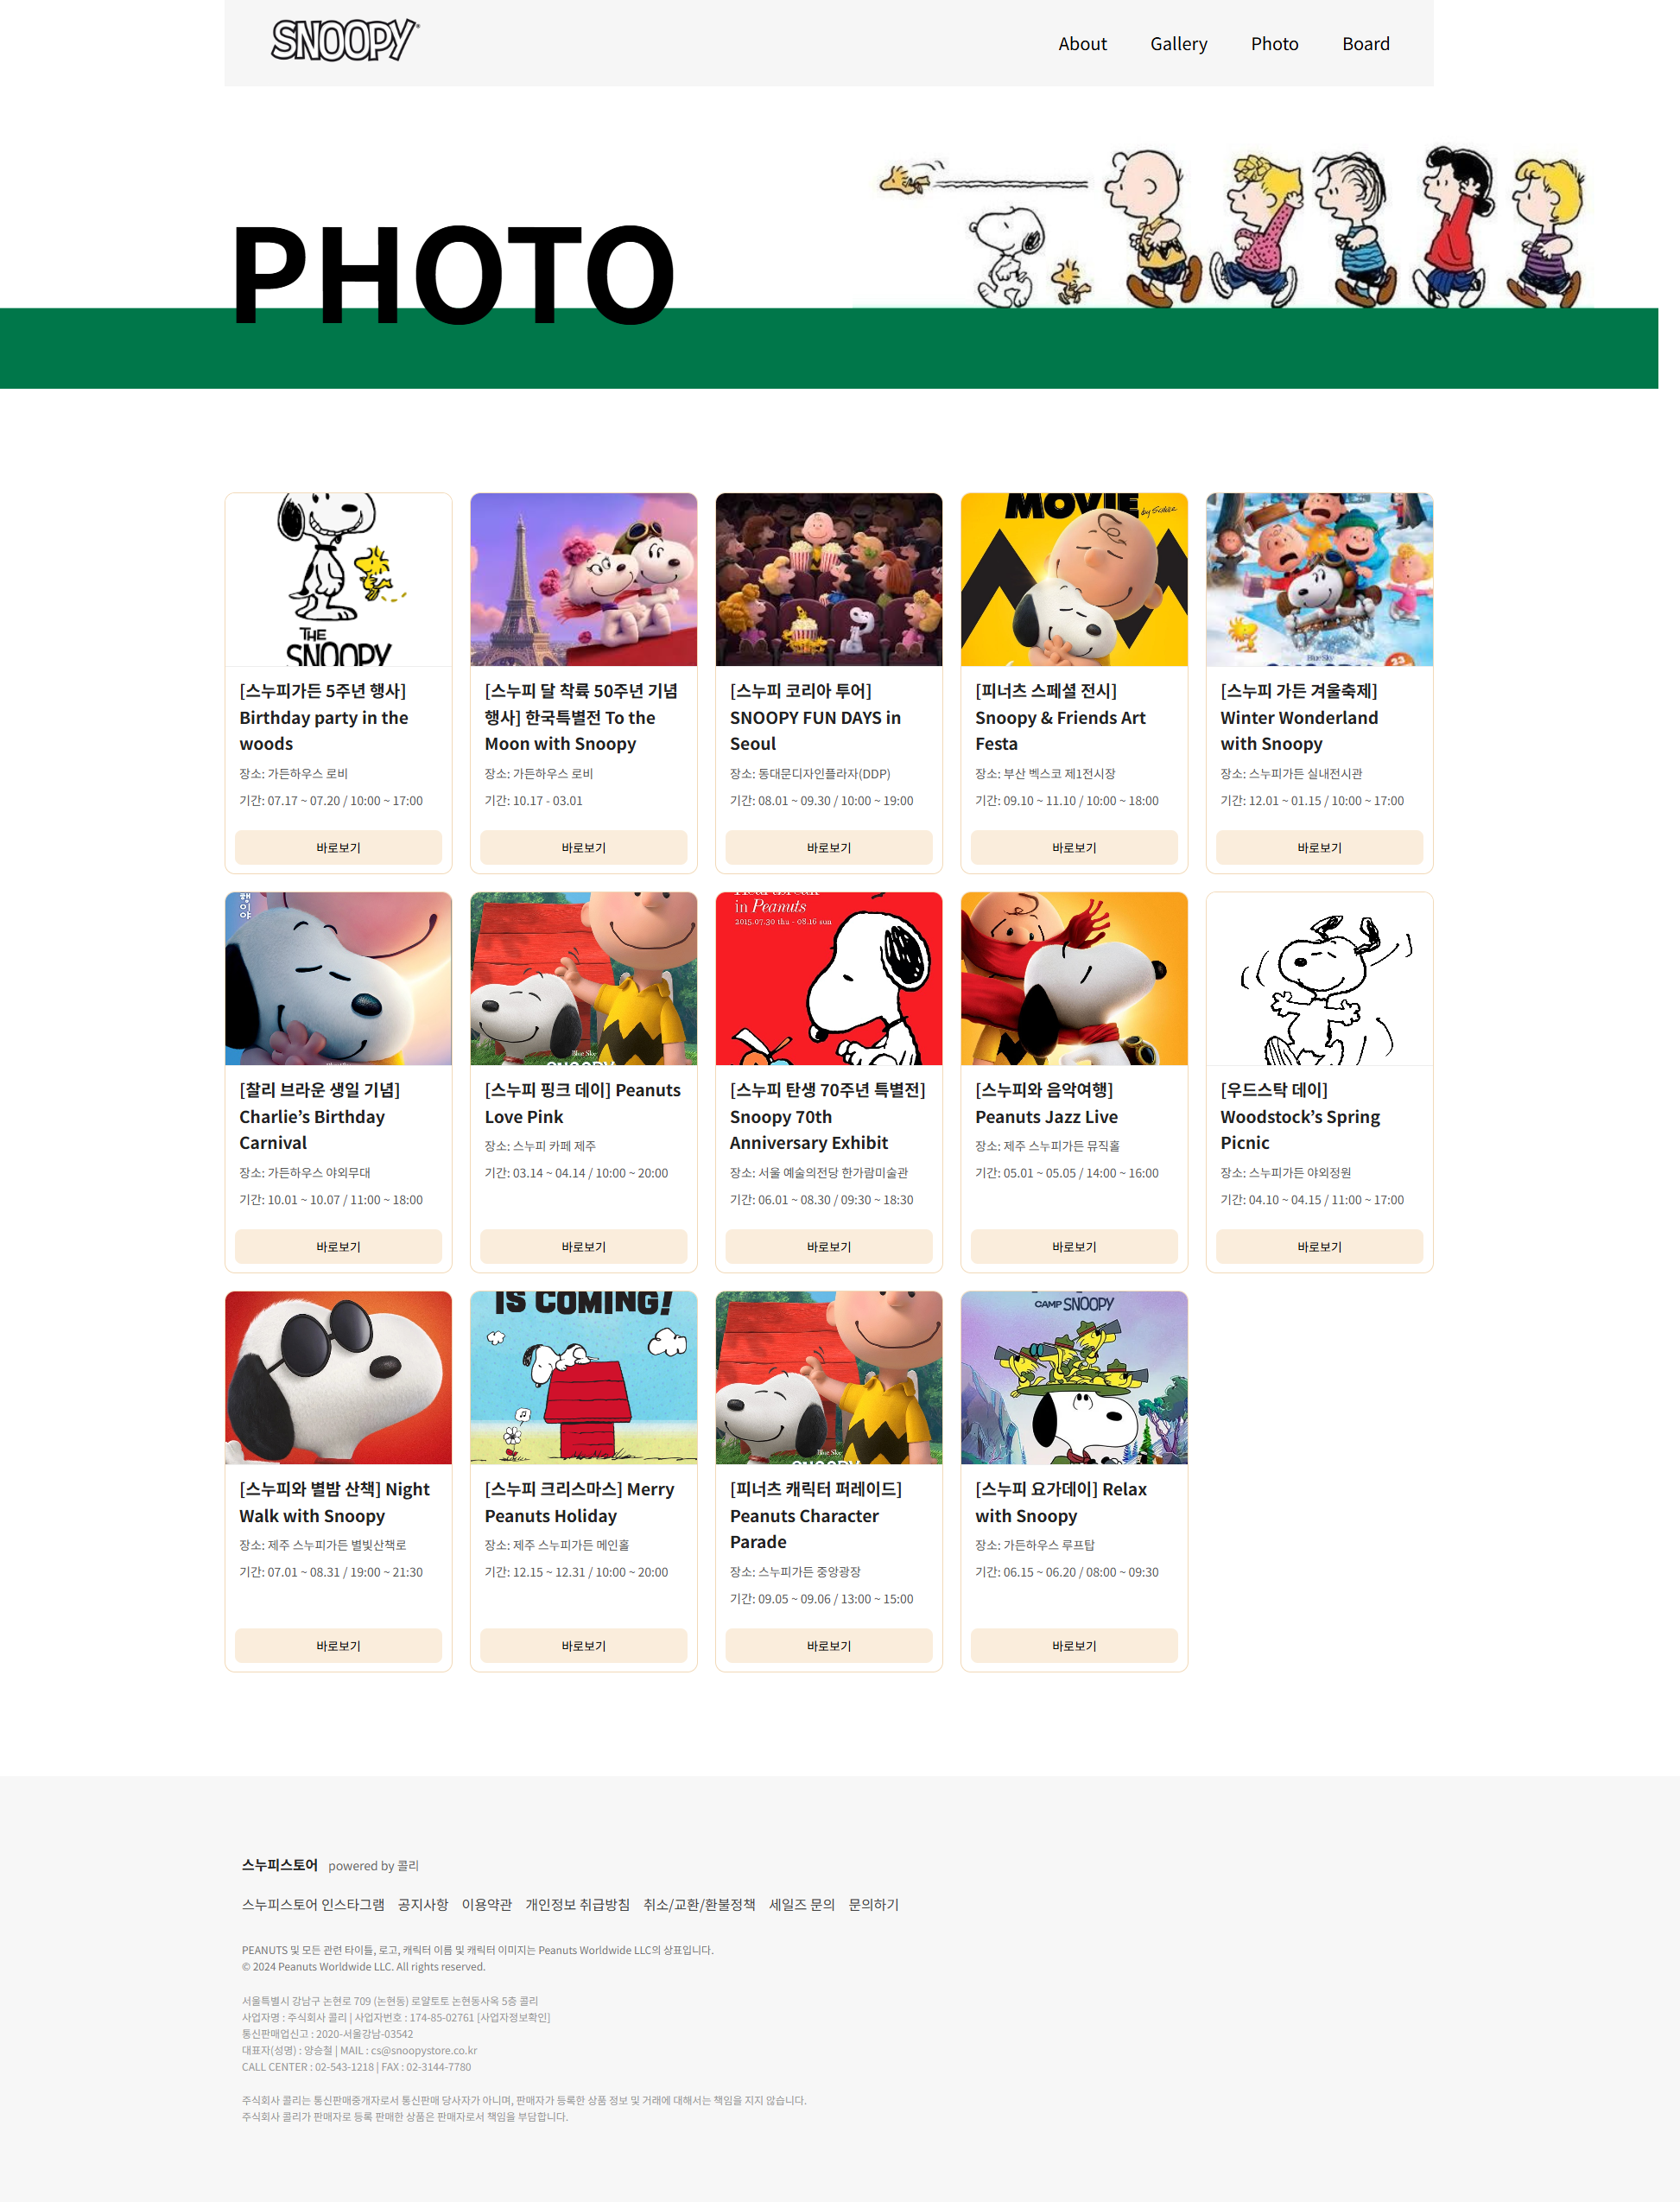 SNOOPY
About
Gallery
Photo
Board
PHOTO
THE
SNOOPY
[스누피가든 5주년 행사]
Birthday party in the
woods
장소: 가든하우스 로비
기간: 07.17 ~ 07.20 / 10:00 ~ 17:00
바로보기
[스누피 달 착륙 50주년 기념
행사] 한국특별전 To the
Moon with Snoopy
장소: 가든하우스 로비
기간: 10.17 - 03.01
바로보기
[스누피 코리아 투어]
SNOOPY FUN DAYS in
Seoul
장소: 동대문디자인플라자(DDP)
기간: 08.01 ~ 09.30 / 10:00 ~ 19:00
바로보기
MOVIE
by Schulz
[피너츠 스페셜 전시]
Snoopy & Friends Art
Festa
장소: 부산 벡스코 제1전시장
기간: 09.10 ~ 11.10 / 10:00 ~ 18:00
바로보기
Blue Sky
23
[스누피 가든 겨울축제]
Winter Wonderland
with Snoopy
장소: 스누피가든 실내전시관
기간: 12.01 ~ 01.15 / 10:00 ~ 17:00
바로보기
[찰리 브라운 생일 기념]
Charlie’s Birthday
Carnival
장소: 가든하우스 야외무대
기간: 10.01 ~ 10.07 / 11:00 ~ 18:00
바로보기
Blue Sky
[스누피 핑크 데이] Peanuts
Love Pink
장소: 스누피 카페 제주
기간: 03.14 ~ 04.14 / 10:00 ~ 20:00
바로보기
in Peanuts
2015.07.30 thu - 08.16 sun
[스누피 탄생 70주년 특별전]
Snoopy 70th
Anniversary Exhibit
장소: 서울 예술의전당 한가람미술관
기간: 06.01 ~ 08.30 / 09:30 ~ 18:30
바로보기
[스누피와 음악여행]
Peanuts Jazz Live
장소: 제주 스누피가든 뮤직홀
기간: 05.01 ~ 05.05 / 14:00 ~ 16:00
바로보기
[우드스탁 데이]
Woodstock’s Spring
Picnic
장소: 스누피가든 야외정원
기간: 04.10 ~ 04.15 / 11:00 ~ 17:00
바로보기
[스누피와 별밤 산책] Night
Walk with Snoopy
장소: 제주 스누피가든 별빛산책로
기간: 07.01 ~ 08.31 / 19:00 ~ 21:30
바로보기
IS COMING!
[스누피 크리스마스] Merry
Peanuts Holiday
장소: 제주 스누피가든 메인홀
기간: 12.15 ~ 12.31 / 10:00 ~ 20:00
바로보기
Blue Sky
[피너츠 캐릭터 퍼레이드]
Peanuts Character
Parade
장소: 스누피가든 중앙광장
기간: 09.05 ~ 09.06 / 13:00 ~ 15:00
바로보기
CAMP SNOOPY
[스누피 요가데이] Relax
with Snoopy
장소: 가든하우스 루프탑
기간: 06.15 ~ 06.20 / 08:00 ~ 09:30
바로보기
스누피스토어 powered by 콜리
스누피스토어 인스타그램 공지사항 이용약관 개인정보 취급방침 취소/교환/환불정책 세일즈 문의 문의하기
PEANUTS 및 모든 관련 타이틀, 로고, 캐릭터 이름 및 캐릭터 이미지는 Peanuts Worldwide LLC의 상표입니다.
© 2024 Peanuts Worldwide LLC. All rights reserved.
서울특별시 강남구 논현로 709 (논현동) 로얄토토 논현동사옥 5층 콜리
사업자명 : 주식회사 콜리 | 사업자번호 : 174-85-02761 [사업자정보확인]
통신판매업신고 : 2020-서울강남-03542
대표자(성명) : 양승철 | MAIL : cs@snoopystore.co.kr
CALL CENTER : 02-543-1218 | FAX : 02-3144-7780
주식회사 콜리는 통신판매중개자로서 통신판매 당사자가 아니며, 판매자가 등록한 상품 정보 및 거래에 대해서는 책임을 지지 않습니다.
주식회사 콜리가 판매자로 등록 판매한 상품은 판매자로서 책임을 부담합니다.